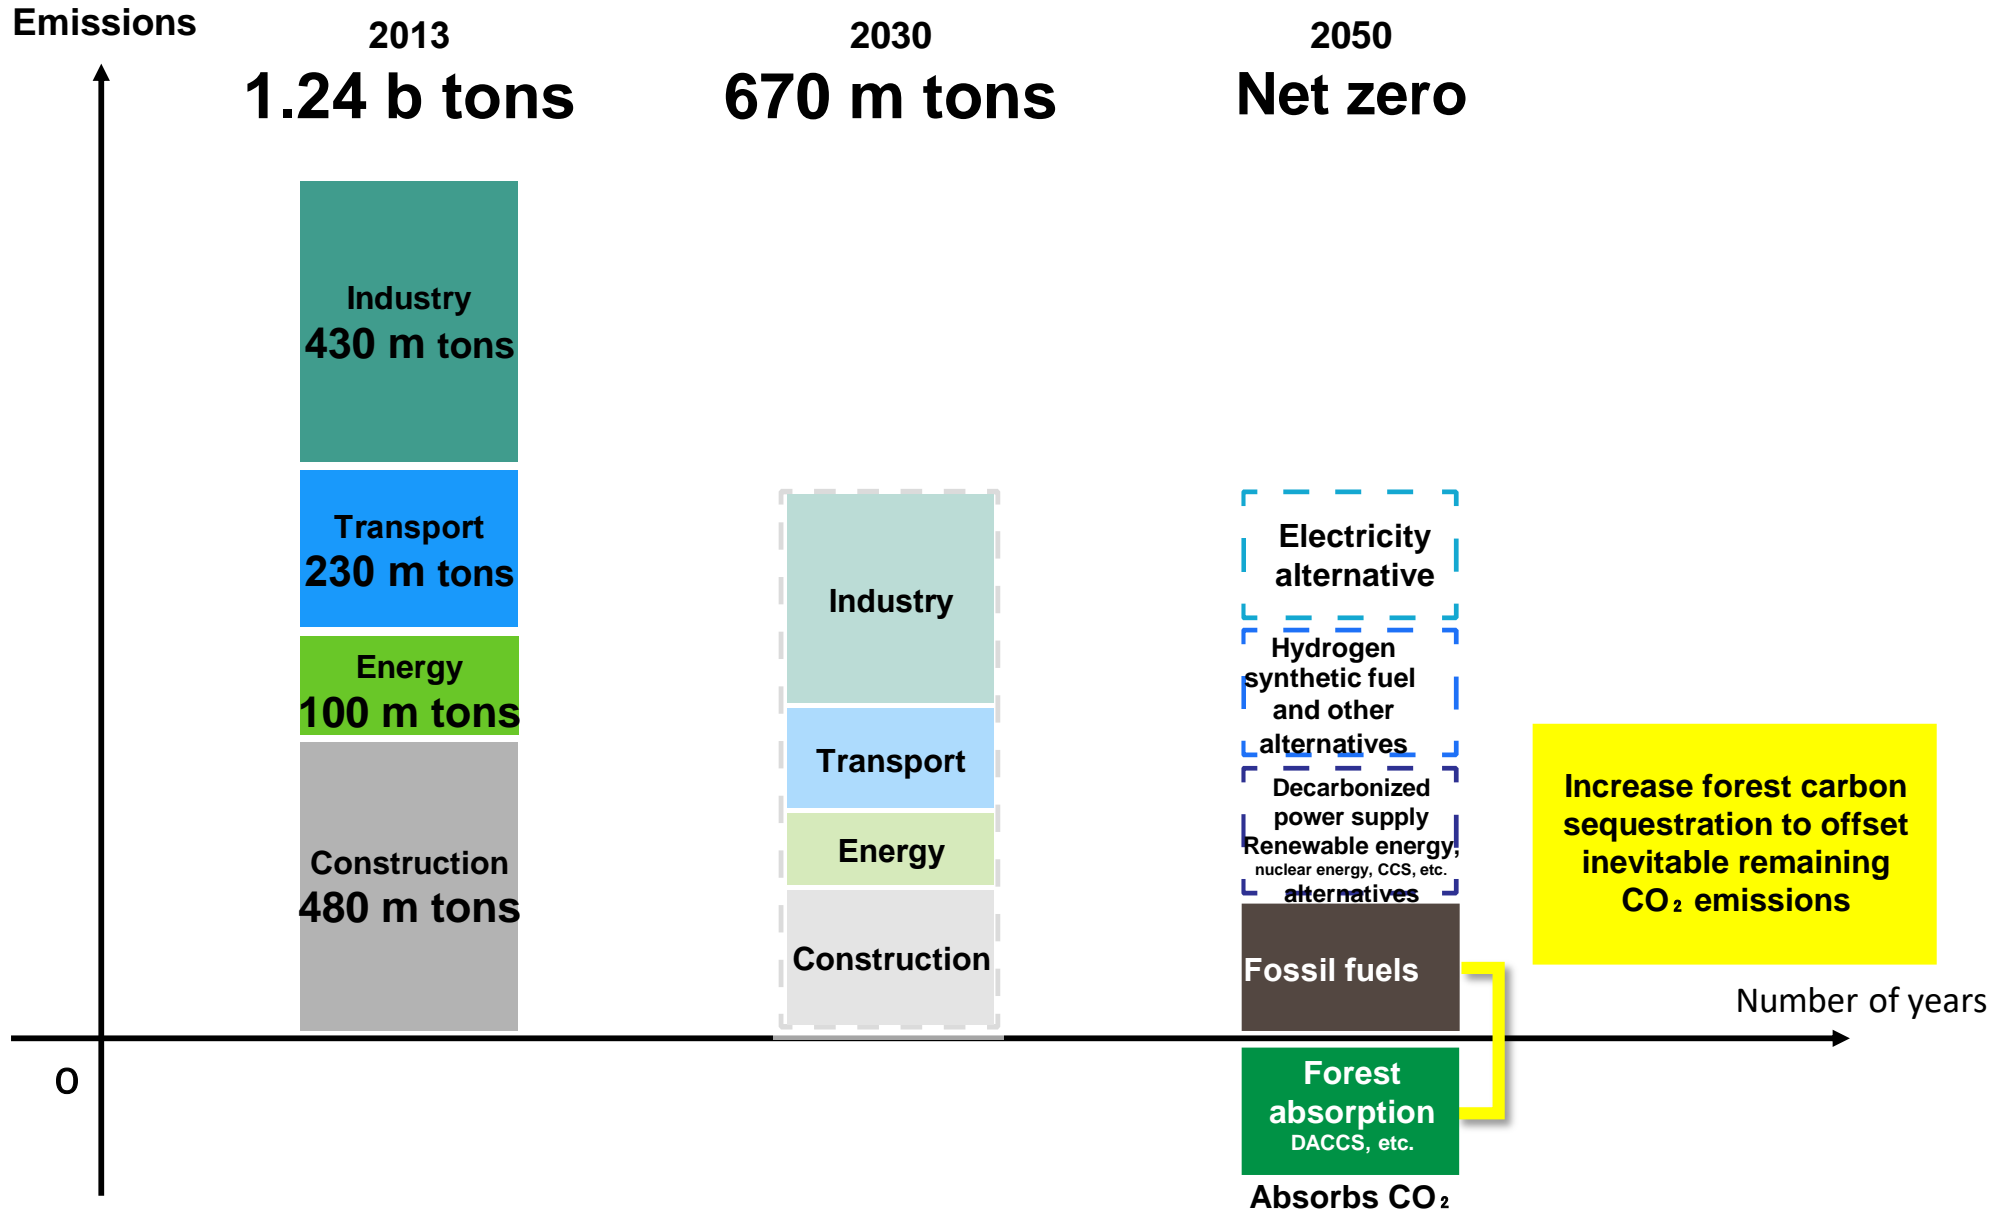 Emissions
2013
1.24 b tons
2030
670 m tons
2050
Net zero
Industry
430 m tons
Transport
230 m tons
Energy
100 m tons
Construction
480 m tons
Industry
Transport
Energy
Construction
Electricity
alternative
Hydrogen
synthetic fuel
and other
alternatives
Decarbonized
power supply
Renewable energy,
nuclear energy, CCS, etc.
alternatives
Fossil fuels
Forest
absorption
DACCS, etc.
Absorbs CO₂
Increase forest carbon
sequestration to offset
inevitable remaining
CO₂ emissions
Number of years
0